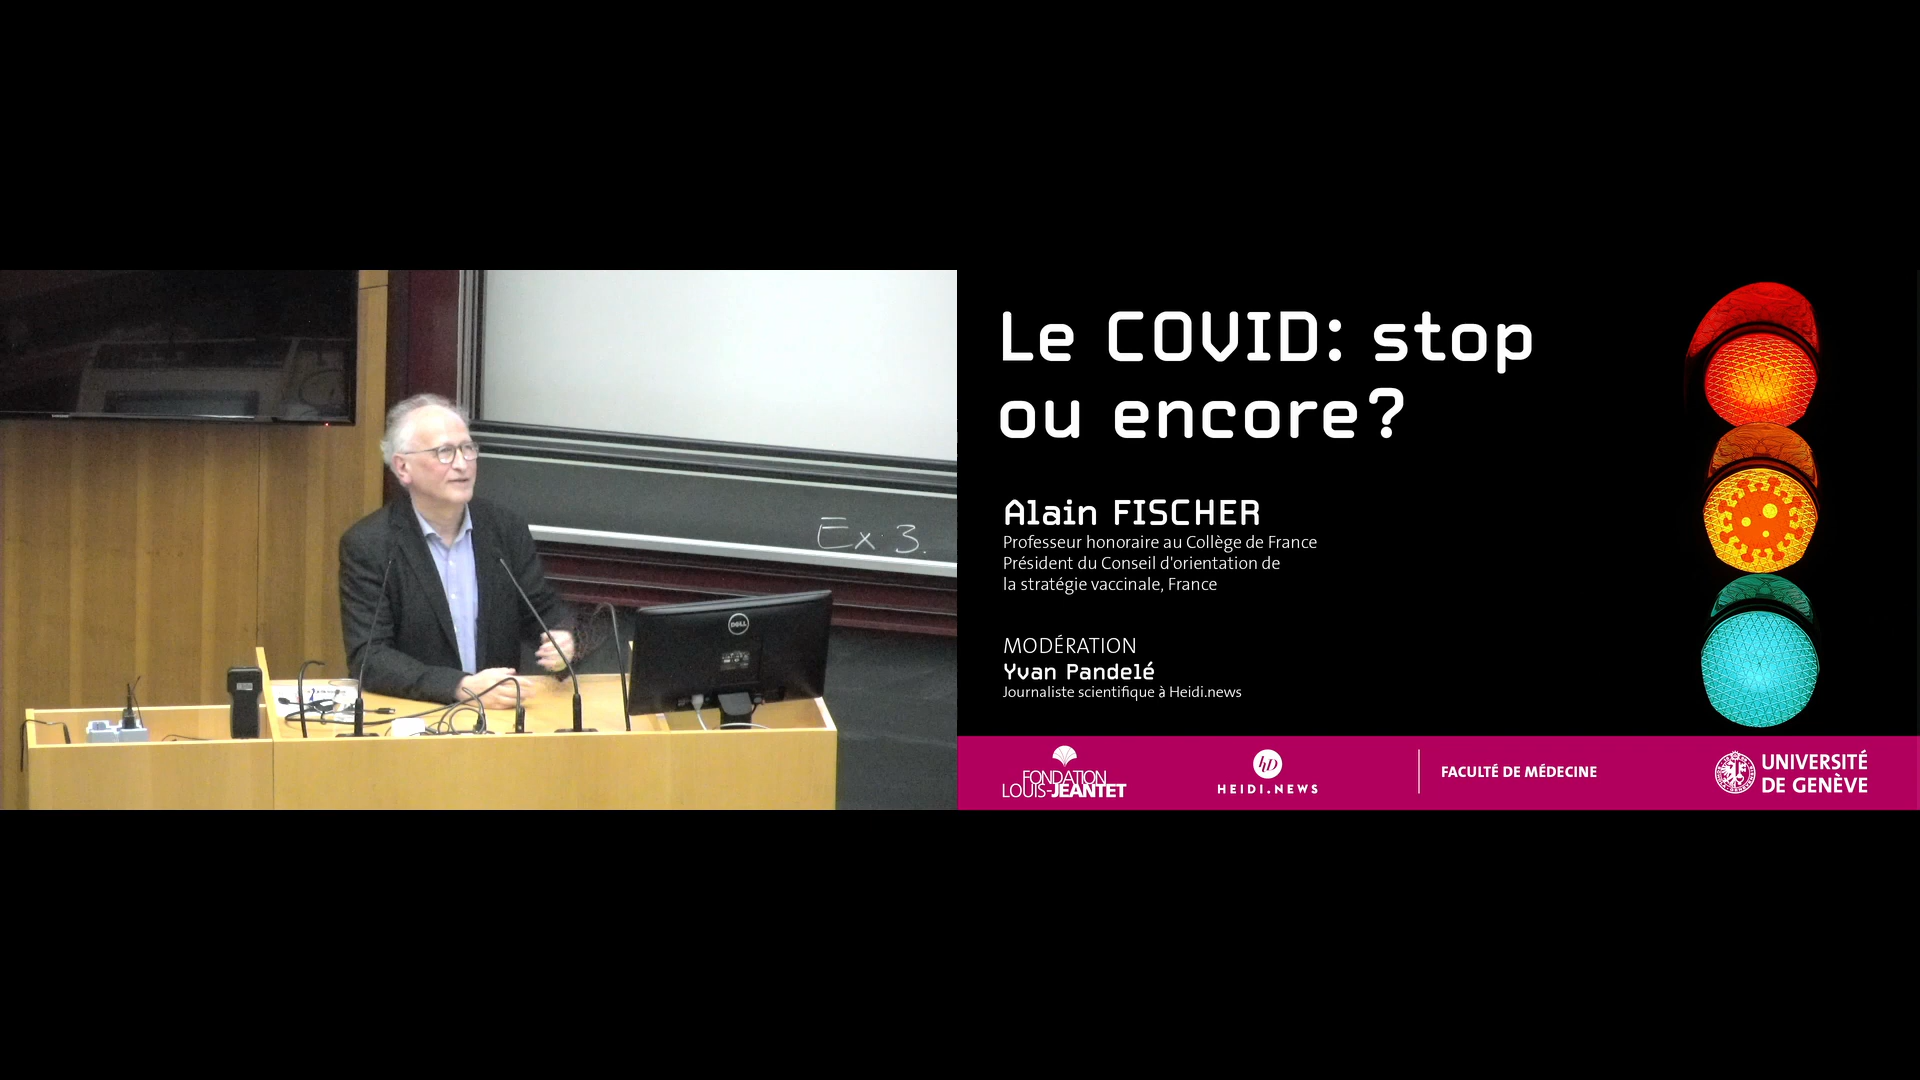 Ex 3.
DELL
Le COVID: stop
ou encore?
Alain FISCHER
Professeur honoraire au Collège de France
Président du Conseil d'orientation de
la stratégie vaccinale, France
MODÉRATION
Yvan Pandelé
Journaliste scientifique à Heidi.news
FONDATION
LOUIS-JEANTET
hD
HEIDI.NEWS
FACULTÉ DE MÉDECINE
UNIVERSITÉ
DE GENÈVE